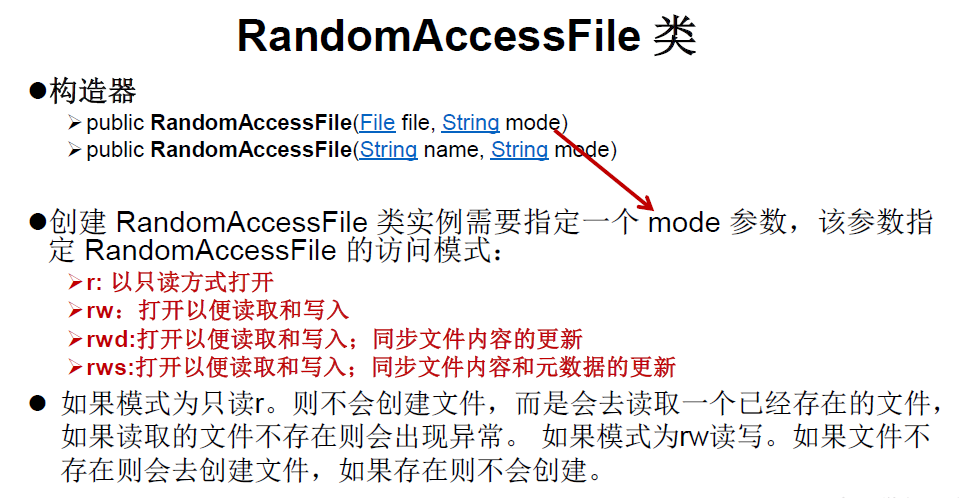 RandomAccessFile 类
●构造器
➢public RandomAccessFile(File file, String mode)
➢public RandomAccessFile(String name, String mode)
●创建 RandomAccessFile 类实例需要指定一个 mode 参数，该参数指
定 RandomAccessFile 的访问模式：
➢r: 以只读方式打开
➢rw：打开以便读取和写入
➢rwd:打开以便读取和写入；同步文件内容的更新
➢rws:打开以便读取和写入；同步文件内容和元数据的更新
● 如果模式为只读r。则不会创建文件，而是会去读取一个已经存在的文件，
如果读取的文件不存在则会出现异常。 如果模式为rw读写。如果文件不
存在则会去创建文件，如果存在则不会创建。